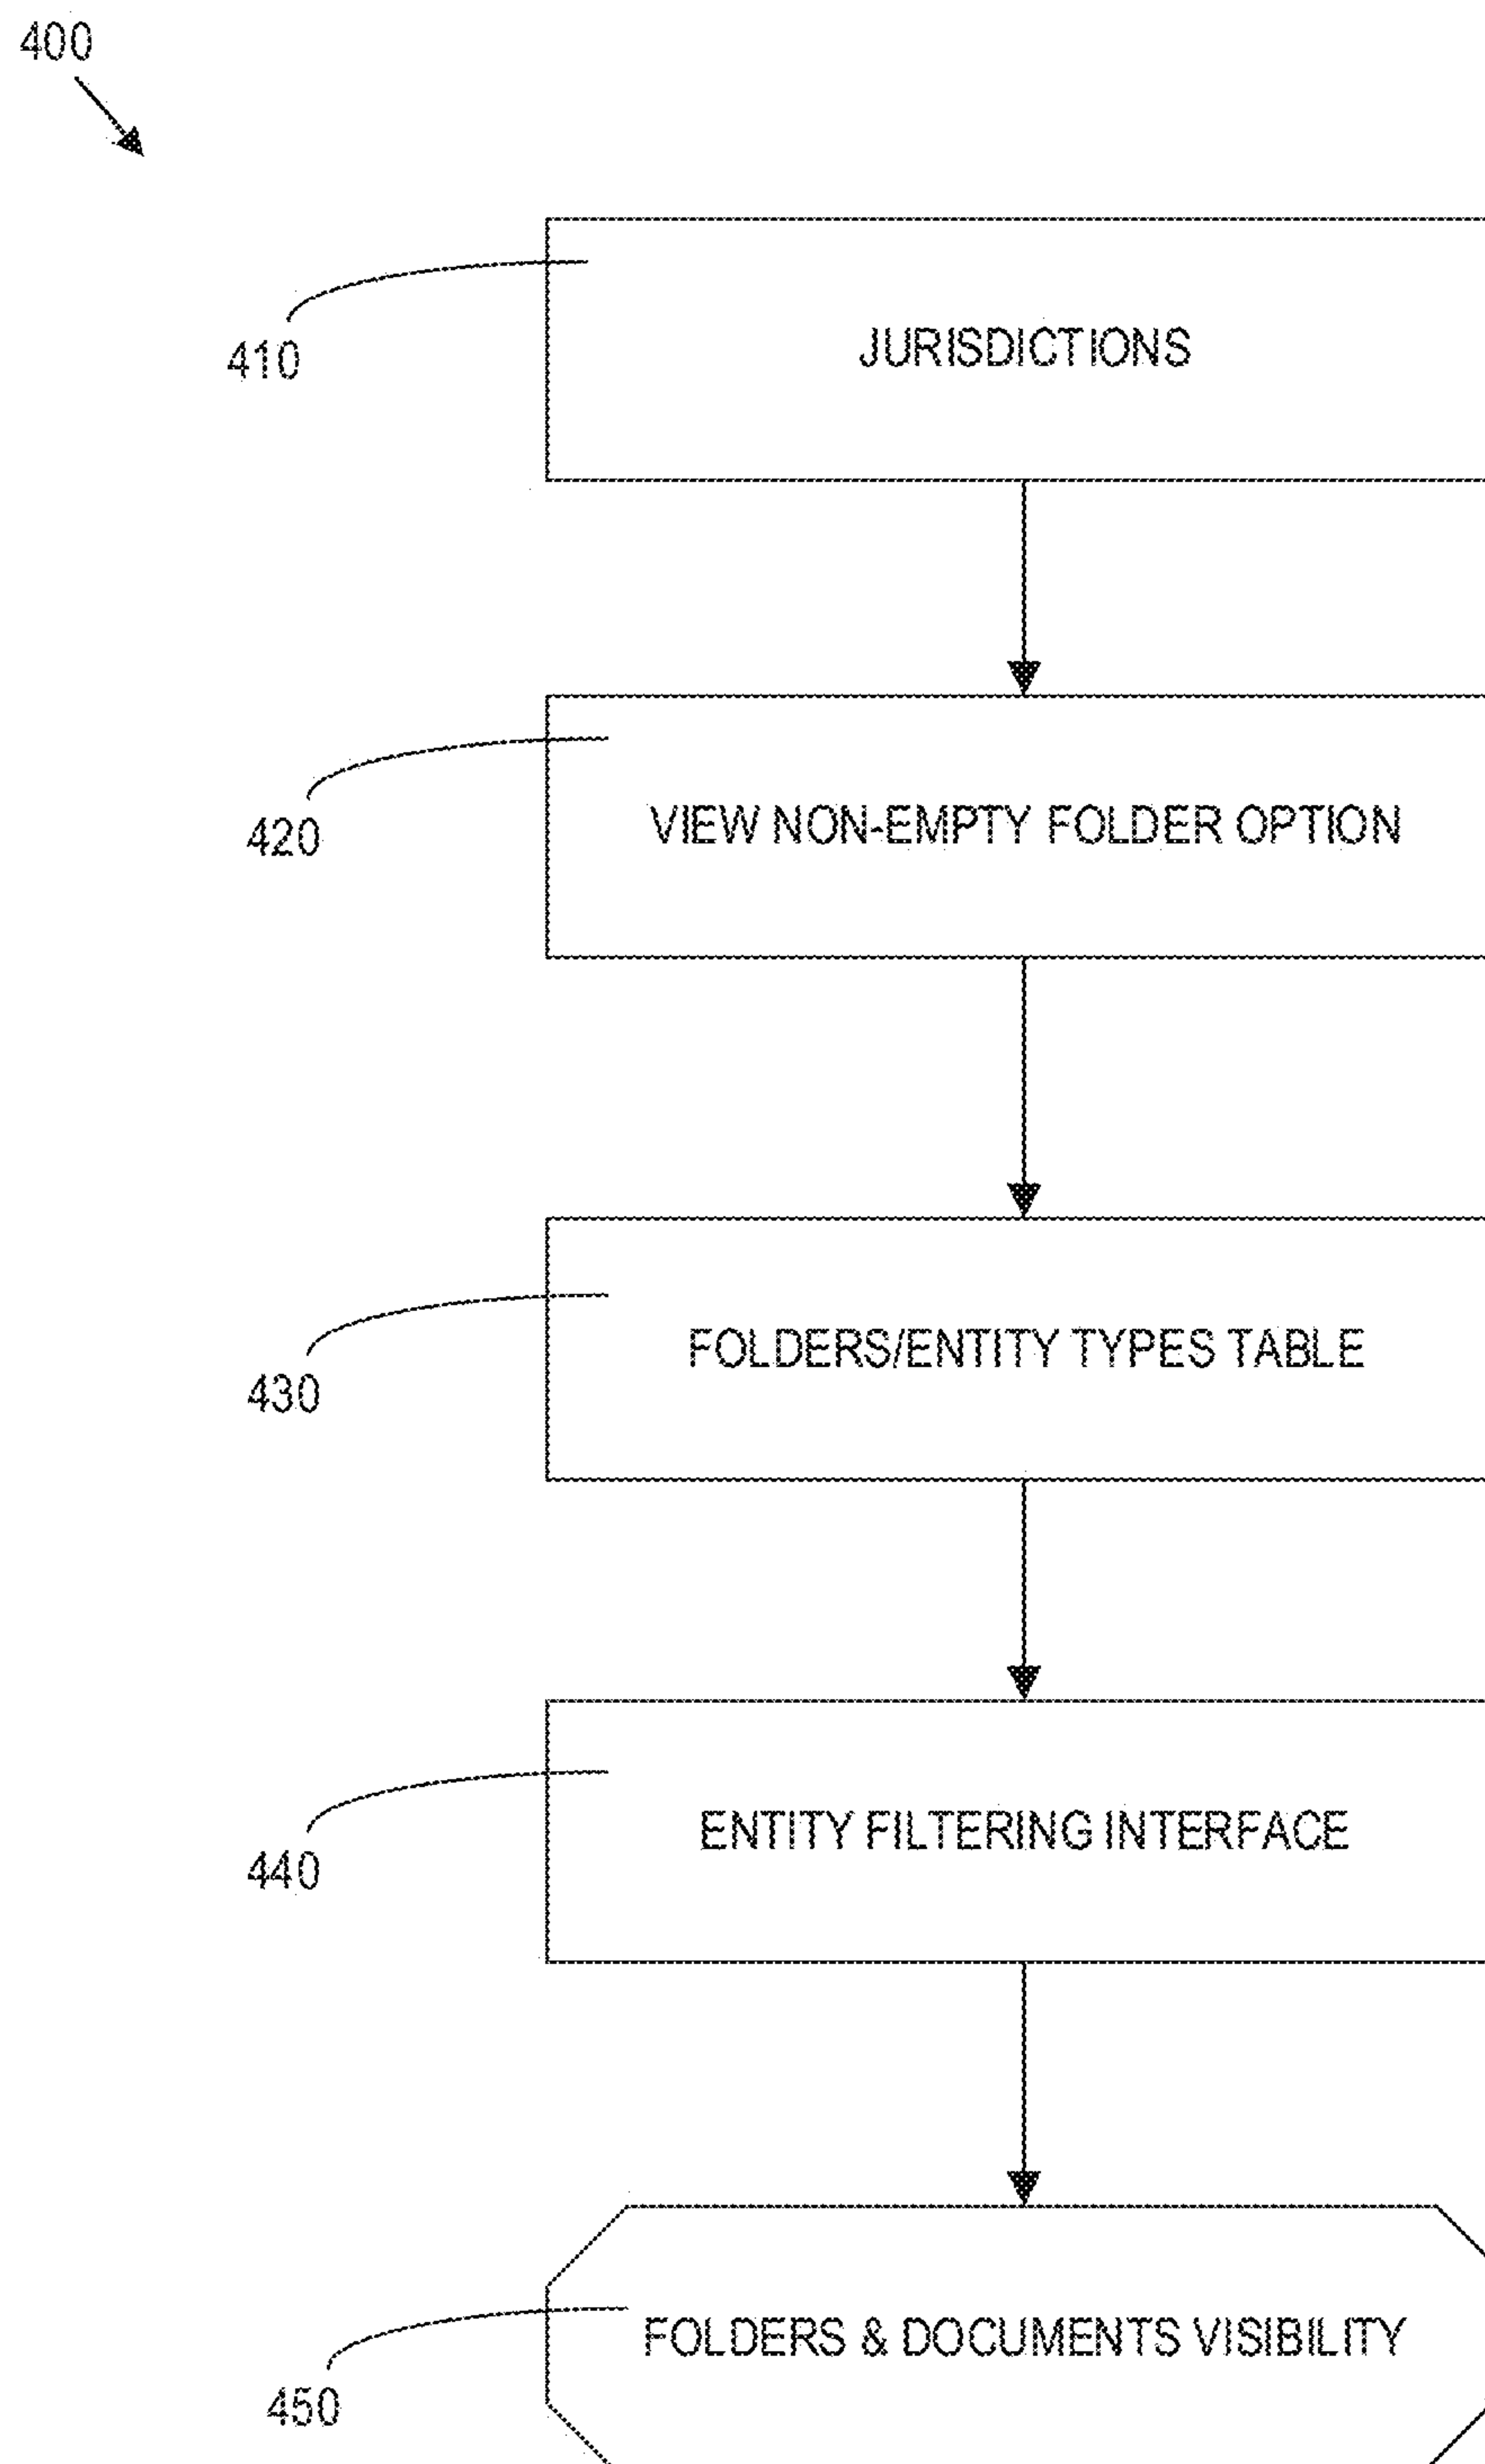 400
JURISDICTIONS
410
VIEW NON-EMPTY FOLDER OPTION
420
FOLDERS/ENTITY TYPES TABLE
430
ENTITY FILTERING INTERFACE
440
FOLDERS & DOCUMENTS VISIBILITY
450